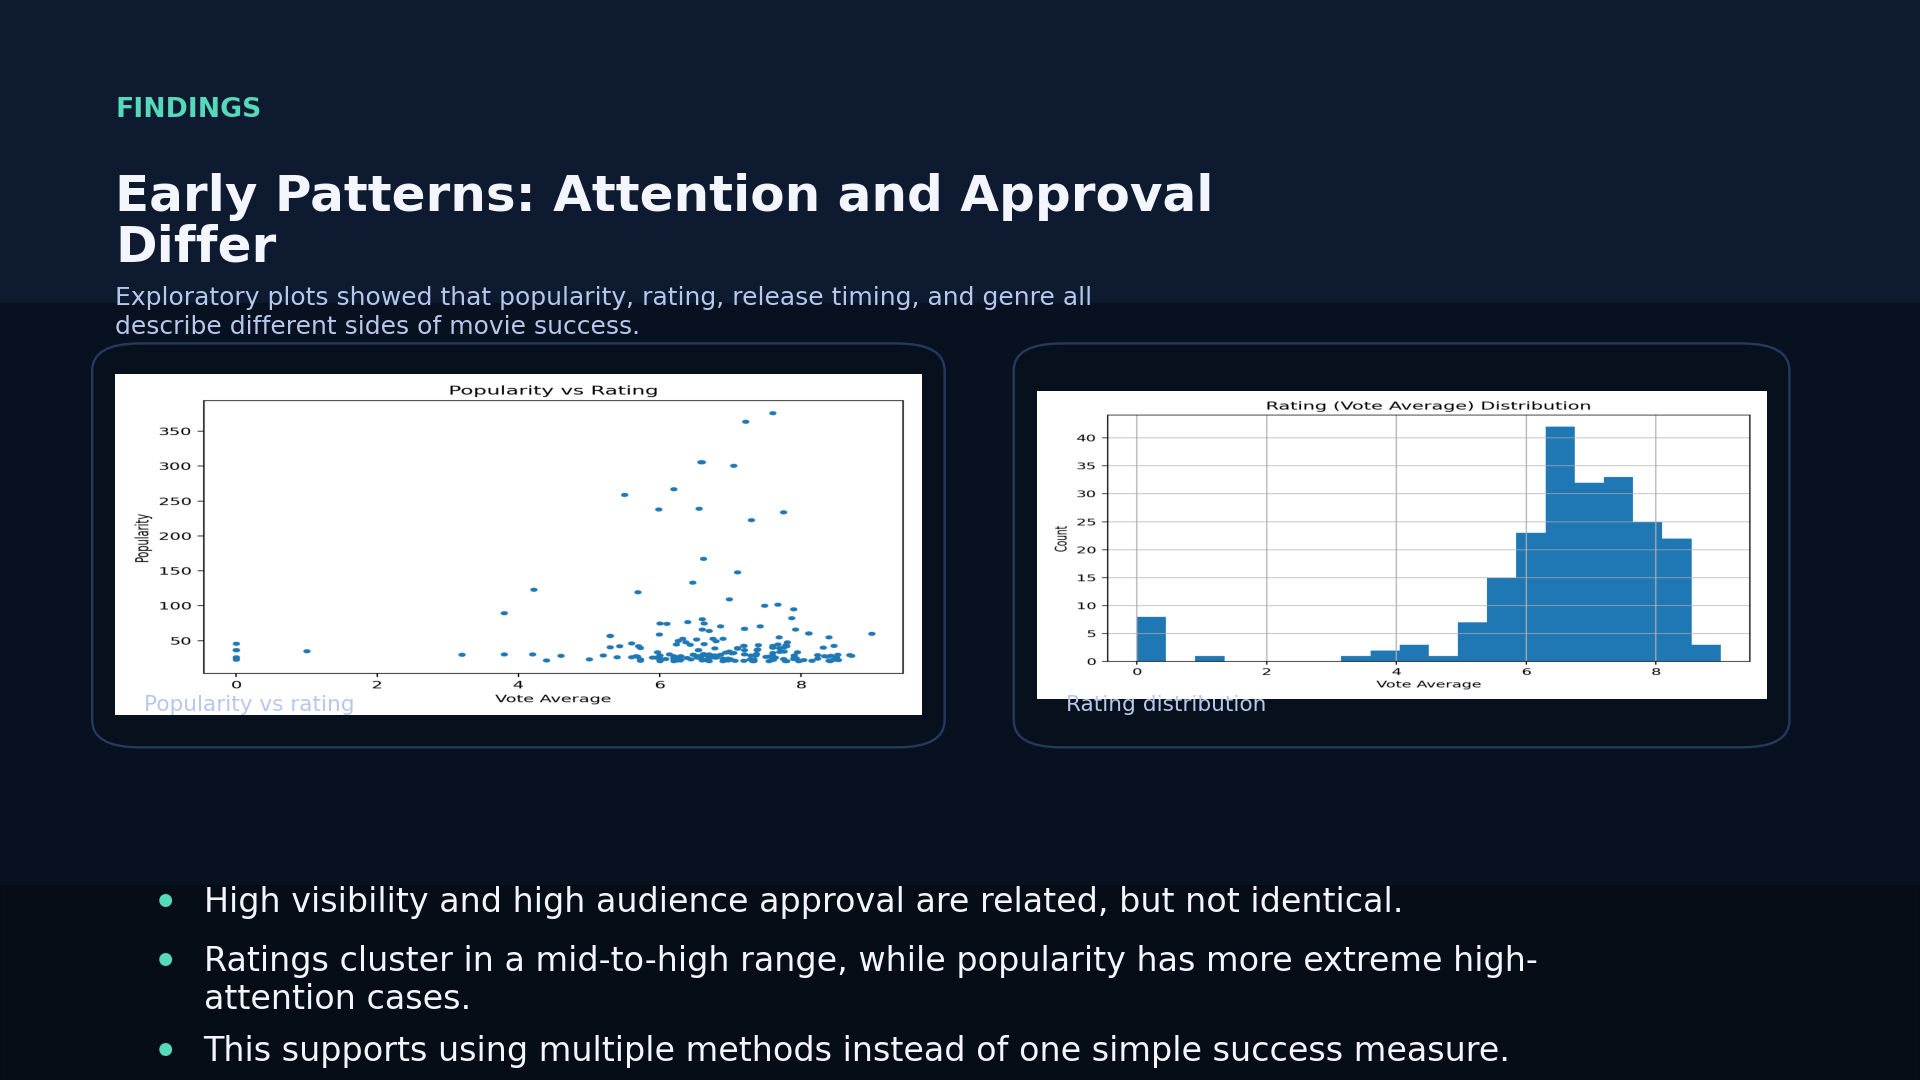 FINDINGS
Early Patterns: Attention and Approval
Differ
Exploratory plots showed that popularity, rating, release timing, and genre all
describe different sides of movie success.
Popularity vs Rating
Popularity
350
300
250
200
150
100
50
0 2 4 6 8
Vote Average
Popularity vs rating
Rating (Vote Average) Distribution
Count
40
35
30
25
20
15
10
5
0
0 2 4 6 8
Vote Average
Rating distribution
• High visibility and high audience approval are related, but not identical.
• Ratings cluster in a mid-to-high range, while popularity has more extreme high-
attention cases.
• This supports using multiple methods instead of one simple success measure.